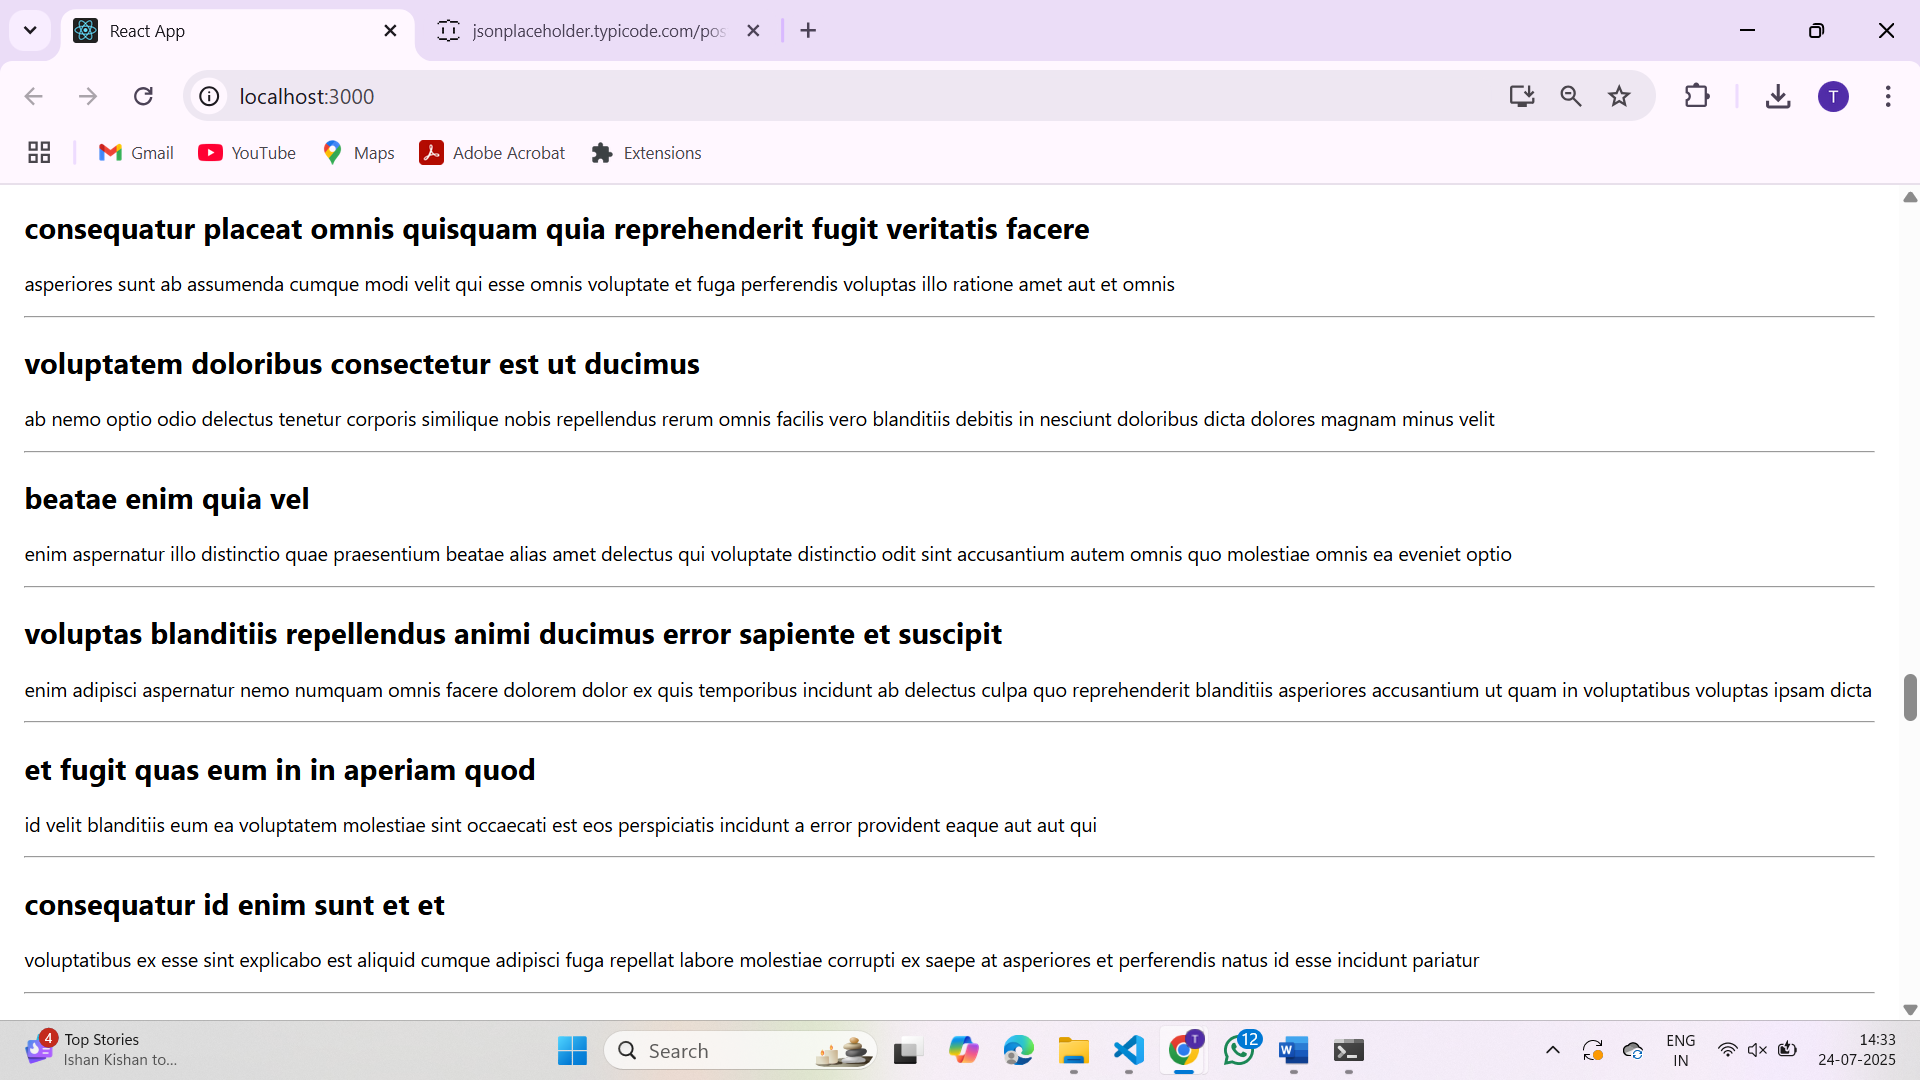 React App
jsonplaceholder.typicode.com/pos
localhost:3000
T
Gmail
YouTube
Maps
Adobe Acrobat
Extensions
consequatur placeat omnis quisquam quia reprehenderit fugit veritatis facere
asperiores sunt ab assumenda cumque modi velit qui esse omnis voluptate et fuga perferendis voluptas illo ratione amet aut et omnis
voluptatem doloribus consectetur est ut ducimus
ab nemo optio odio delectus tenetur corporis similique nobis repellendus rerum omnis facilis vero blanditiis debitis in nesciunt doloribus dicta dolores magnam minus velit
beatae enim quia vel
enim aspernatur illo distinctio quae praesentium beatae alias amet delectus qui voluptate distinctio odit sint accusantium autem omnis quo molestiae omnis ea eveniet optio
voluptas blanditiis repellendus animi ducimus error sapiente et suscipit
enim adipisci aspernatur nemo numquam omnis facere dolorem dolor ex quis temporibus incidunt ab delectus culpa quo reprehenderit blanditiis asperiores accusantium ut quam in voluptatibus voluptas ipsam dicta
et fugit quas eum in in aperiam quod
id velit blanditiis eum ea voluptatem molestiae sint occaecati est eos perspiciatis incidunt a error provident eaque aut aut qui
consequatur id enim sunt et et
voluptatibus ex esse sint explicabo est aliquid cumque adipisci fuga repellat labore molestiae corrupti ex saepe at asperiores et perferendis natus id esse incidunt pariatur
4
Top Stories
Ishan Kishan to...
Search
T
12
W
ENG
IN
14:33
24-07-2025